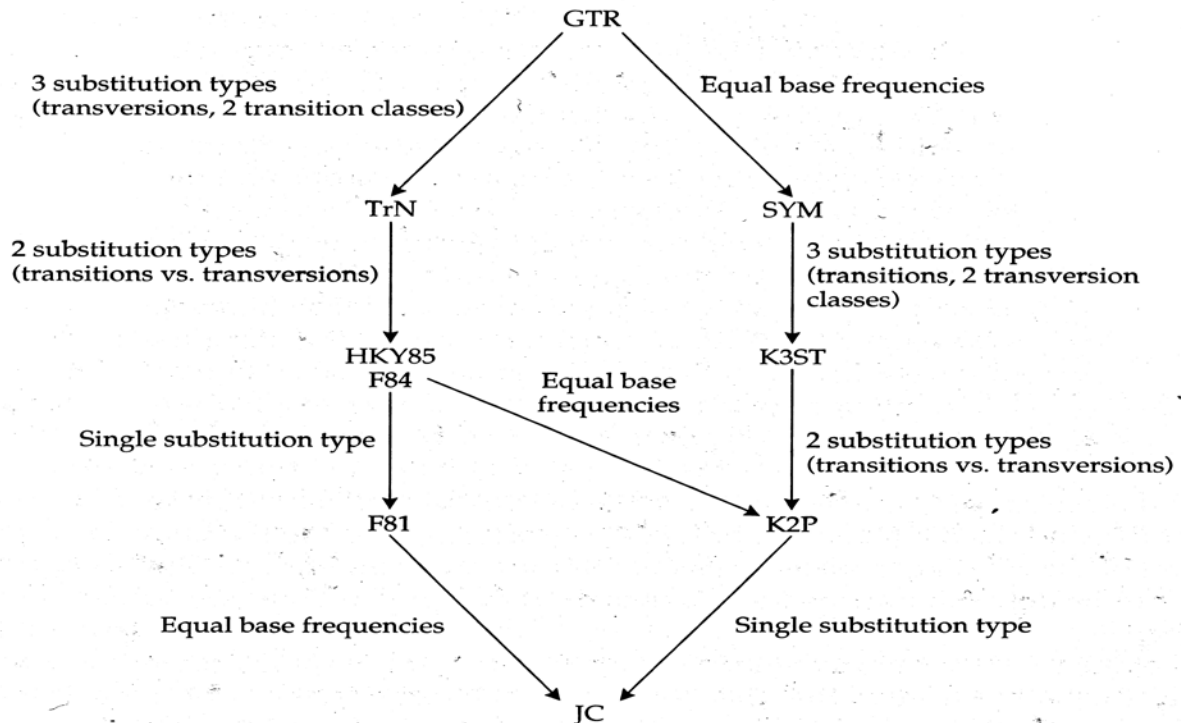 GTR
3 substitution types
(transversions, 2 transition classes)
Equal base frequencies
TrN
SYM
2 substitution types
(transitions vs. transversions)
3 substitution types
(transitions, 2 transversion
classes)
HKY85
F84
K3ST
Equal base
frequencies
Single substitution type
2 substitution types
(transitions vs. transversions)
F81
K2P
Equal base frequencies
Single substitution type
JC